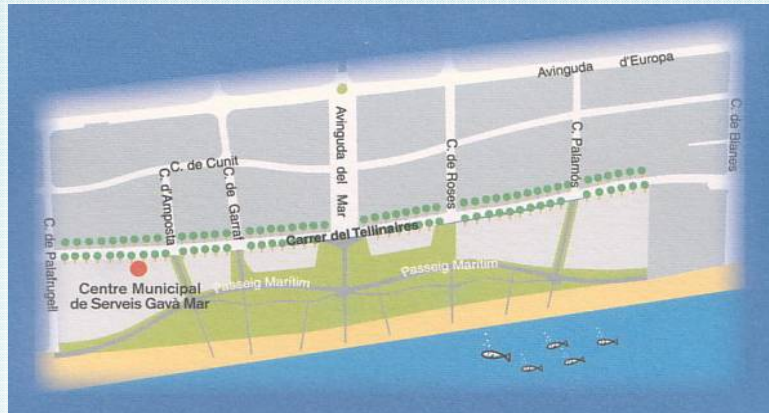 Avinguda d'Europa
Avinguda del Mar
C. de Roses
C. Palamós
C. de Blanes
C. de Cunit
C. d'Amposta
C. de Garraf
C. de Palafrugell
Carrer del Tellinaires
Passeig Marítim
Passeig Marítim
Centre Municipal
de Serveis Gavà Mar